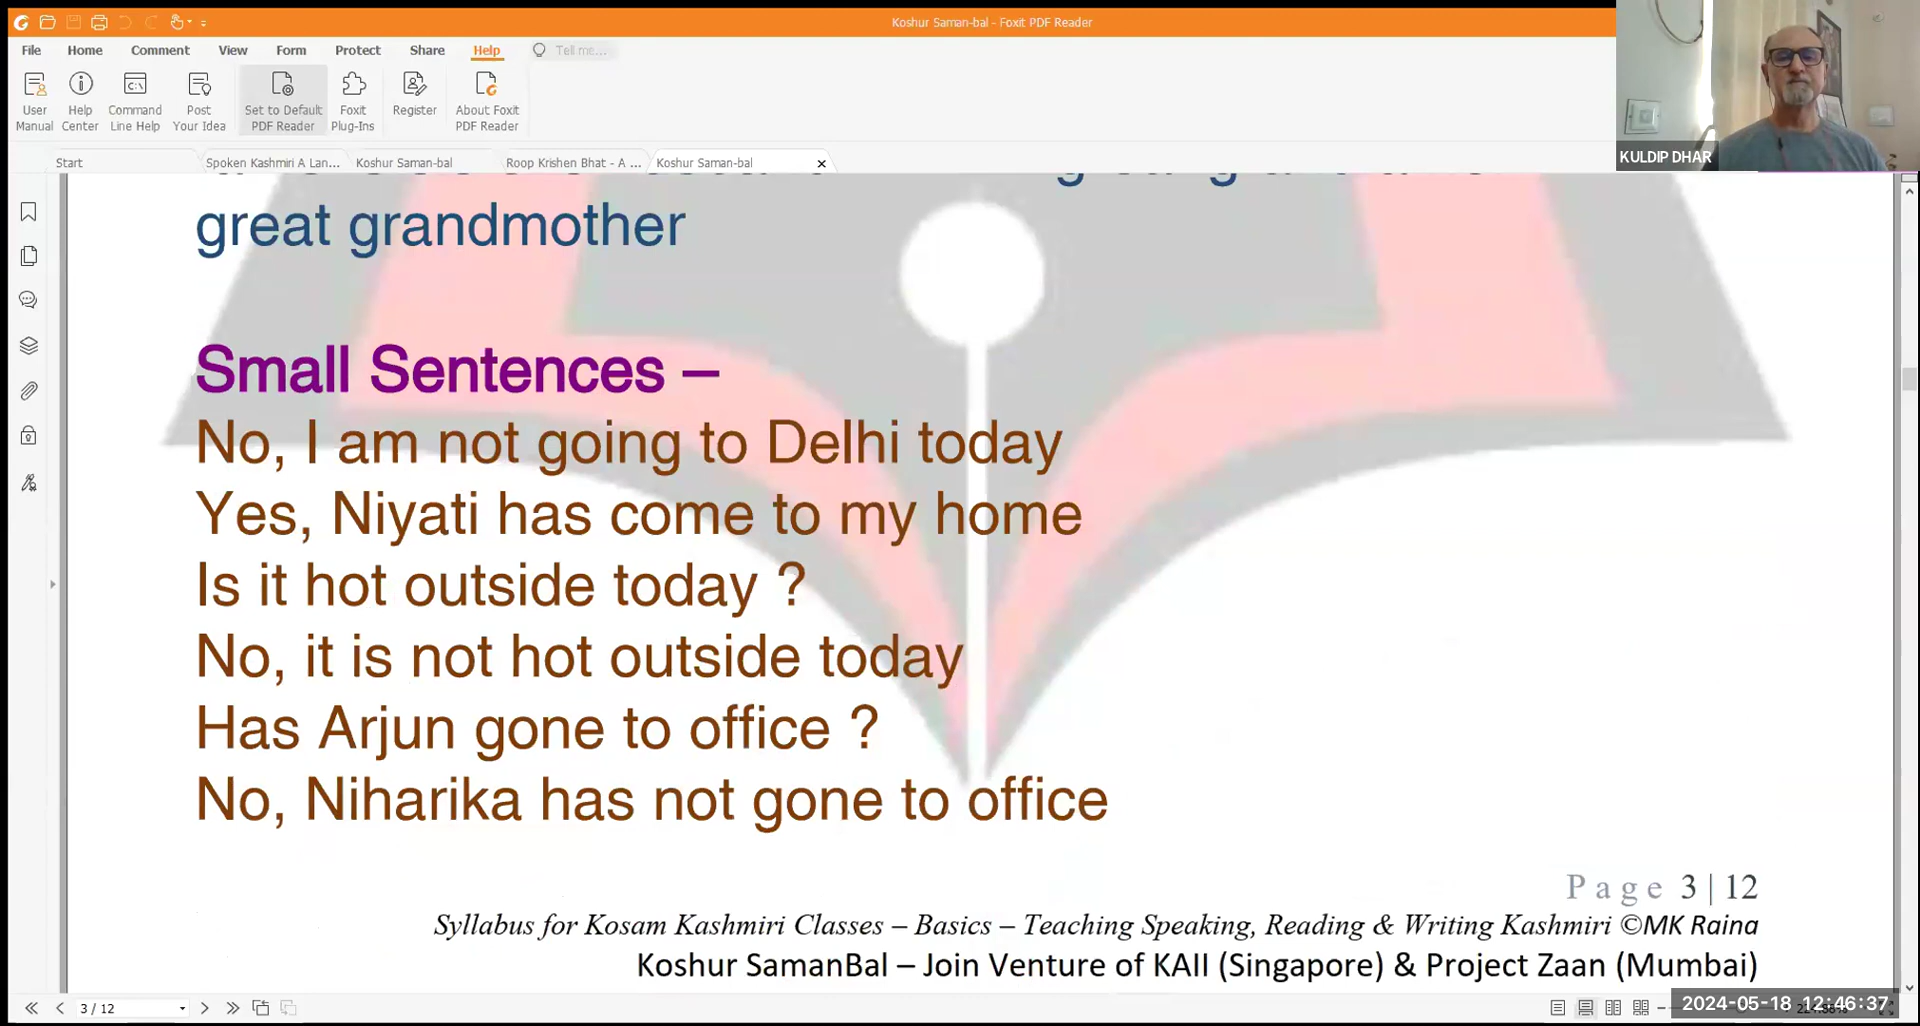 Koshur Saman-bal - Foxit PDF Reader
File Home Comment View Form Protect Share Help Tell me...
User Manual
Help Center
Command Line Help
Post Your Idea
Set to Default PDF Reader
Foxit Plug-Ins
Register
About Foxit PDF Reader
KULDIP DHAR
Start Spoken Kashmiri A Lan... Koshur Saman-bal Roop Krishen Bhat - A ... Koshur Saman-bal
great grandmother
Small Sentences –
No, I am not going to Delhi today
Yes, Niyati has come to my home
Is it hot outside today ?
No, it is not hot outside today
Has Arjun gone to office ?
No, Niharika has not gone to office
Page 3 | 12
Syllabus for Kosam Kashmiri Classes – Basics – Teaching Speaking, Reading & Writing Kashmiri ©MK Raina
Koshur SamanBal – Join Venture of KAII (Singapore) & Project Zaan (Mumbai)
3 / 12
2024-05-18 12:46:37